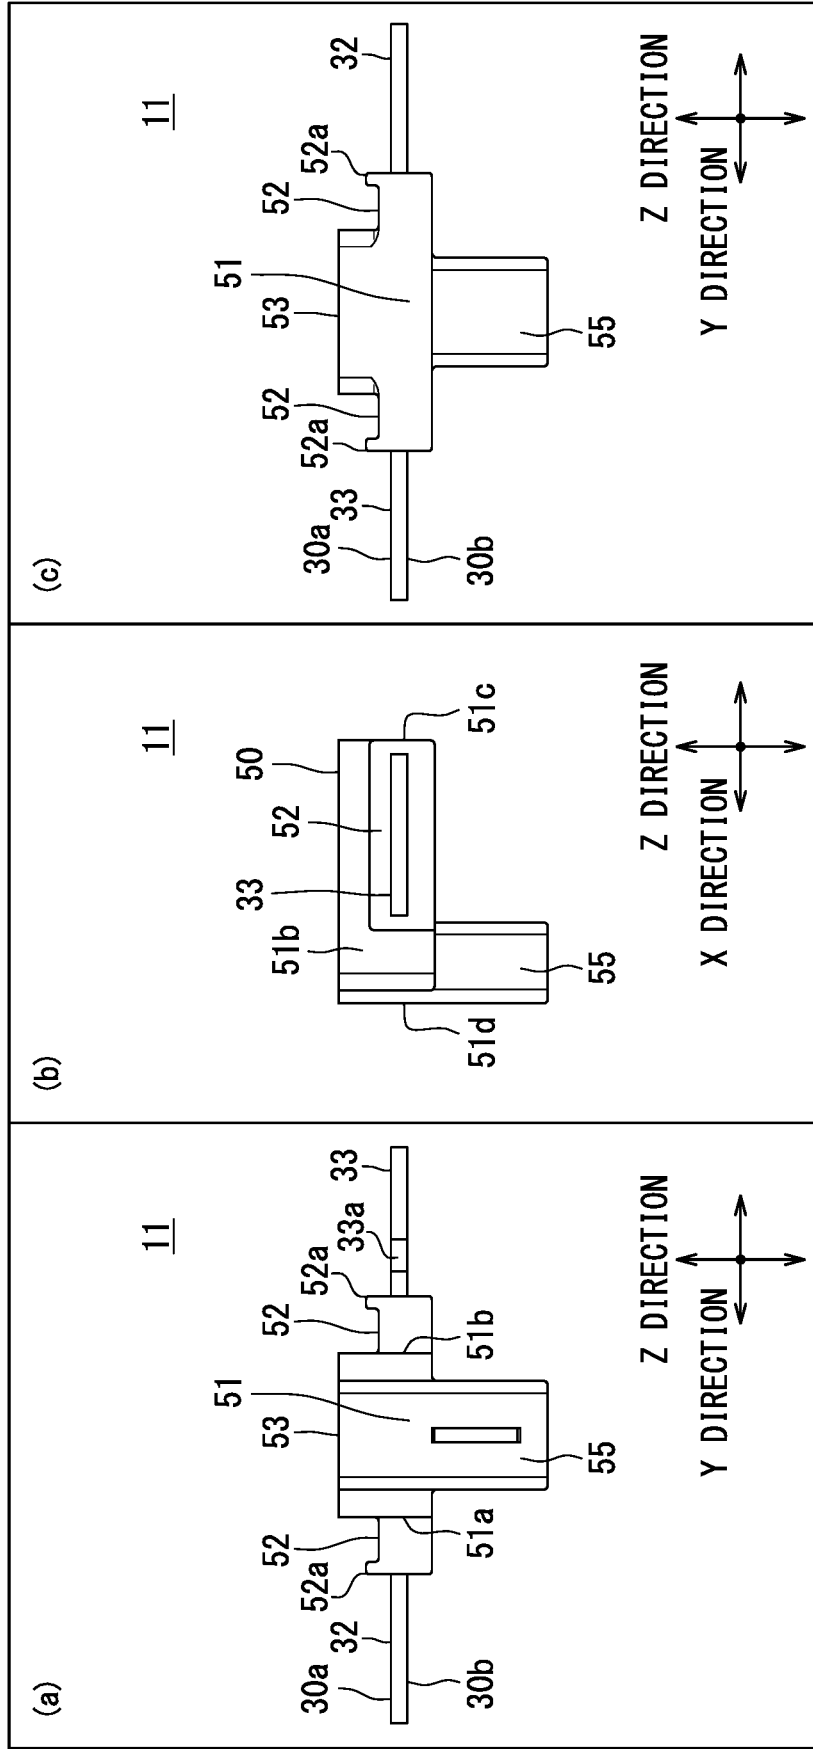 (a)
11
53
51
52
52
52a
52a
33a
33
30a
32
30b
51a
51b
55
Z DIRECTION
Y DIRECTION
(b)
11
50
52
33
51b
51c
51d
55
Z DIRECTION
X DIRECTION
(c)
11
53
51
52
52
52a
52a
32
30a
33
30b
55
Z DIRECTION
Y DIRECTION